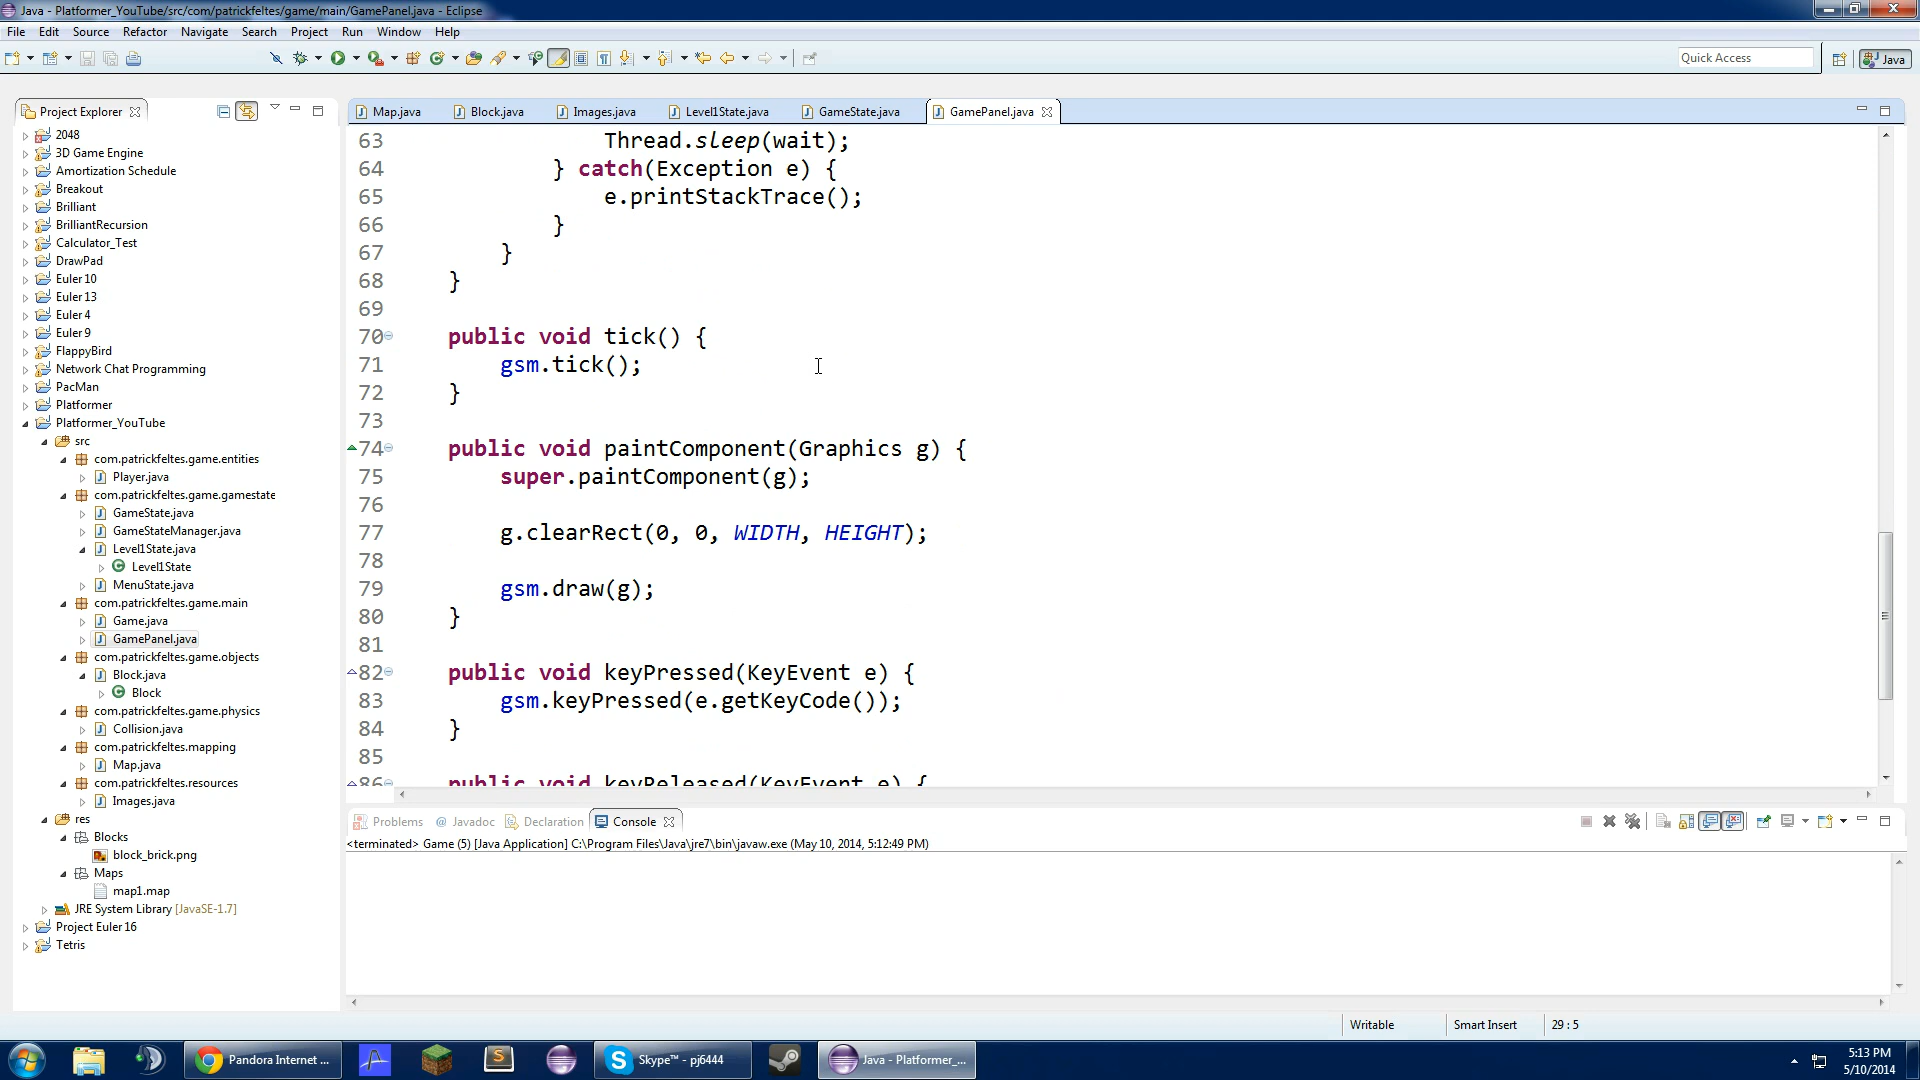 Java - Platformer_YouTube/src/com/patrickfeltes/game/main/GamePanel.java - Eclipse
File Edit Source Refactor Navigate Search Project Run Window Help
Quick Access
Java
Project Explorer
2048
3D Game Engine
Amortization Schedule
Breakout
Brilliant
BrilliantRecursion
Calculator_Test
DrawPad
Euler 10
Euler 13
Euler 4
Euler 9
FlappyBird
Network Chat Programming
PacMan
Platformer
Platformer_YouTube
src
com.patrickfeltes.game.entities
Player.java
com.patrickfeltes.game.gamestate
GameState.java
GameStateManager.java
Level1State.java
Level1State
MenuState.java
com.patrickfeltes.game.main
Game.java
GamePanel.java
com.patrickfeltes.game.objects
Block.java
Block
com.patrickfeltes.game.physics
Collision.java
com.patrickfeltes.mapping
Map.java
com.patrickfeltes.resources
Images.java
res
Blocks
block_brick.png
Maps
map1.map
JRE System Library [JavaSE-1.7]
Project Euler 16
Tetris
Map.java Block.java Images.java Level1State.java GameState.java GamePanel.java
63 Thread.sleep(wait);
64 } catch(Exception e) {
65 e.printStackTrace();
66 }
67 }
68 }
69
70 public void tick() {
71 gsm.tick();
72 }
73
74 public void paintComponent(Graphics g) {
75 super.paintComponent(g);
76
77 g.clearRect(0, 0, WIDTH, HEIGHT);
78
79 gsm.draw(g);
80 }
81
82 public void keyPressed(KeyEvent e) {
83 gsm.keyPressed(e.getKeyCode());
84 }
85
86 public void keyReleased(KeyEvent e) {
Problems Javadoc Declaration Console
<terminated> Game (5) [Java Application] C:\Program Files\Java\jre7\bin\javaw.exe (May 10, 2014, 5:12:49 PM)
Writable Smart Insert 29 : 5
Pandora Internet ... Skype™ - pj6444 Java - Platformer_...
5:13 PM
5/10/2014